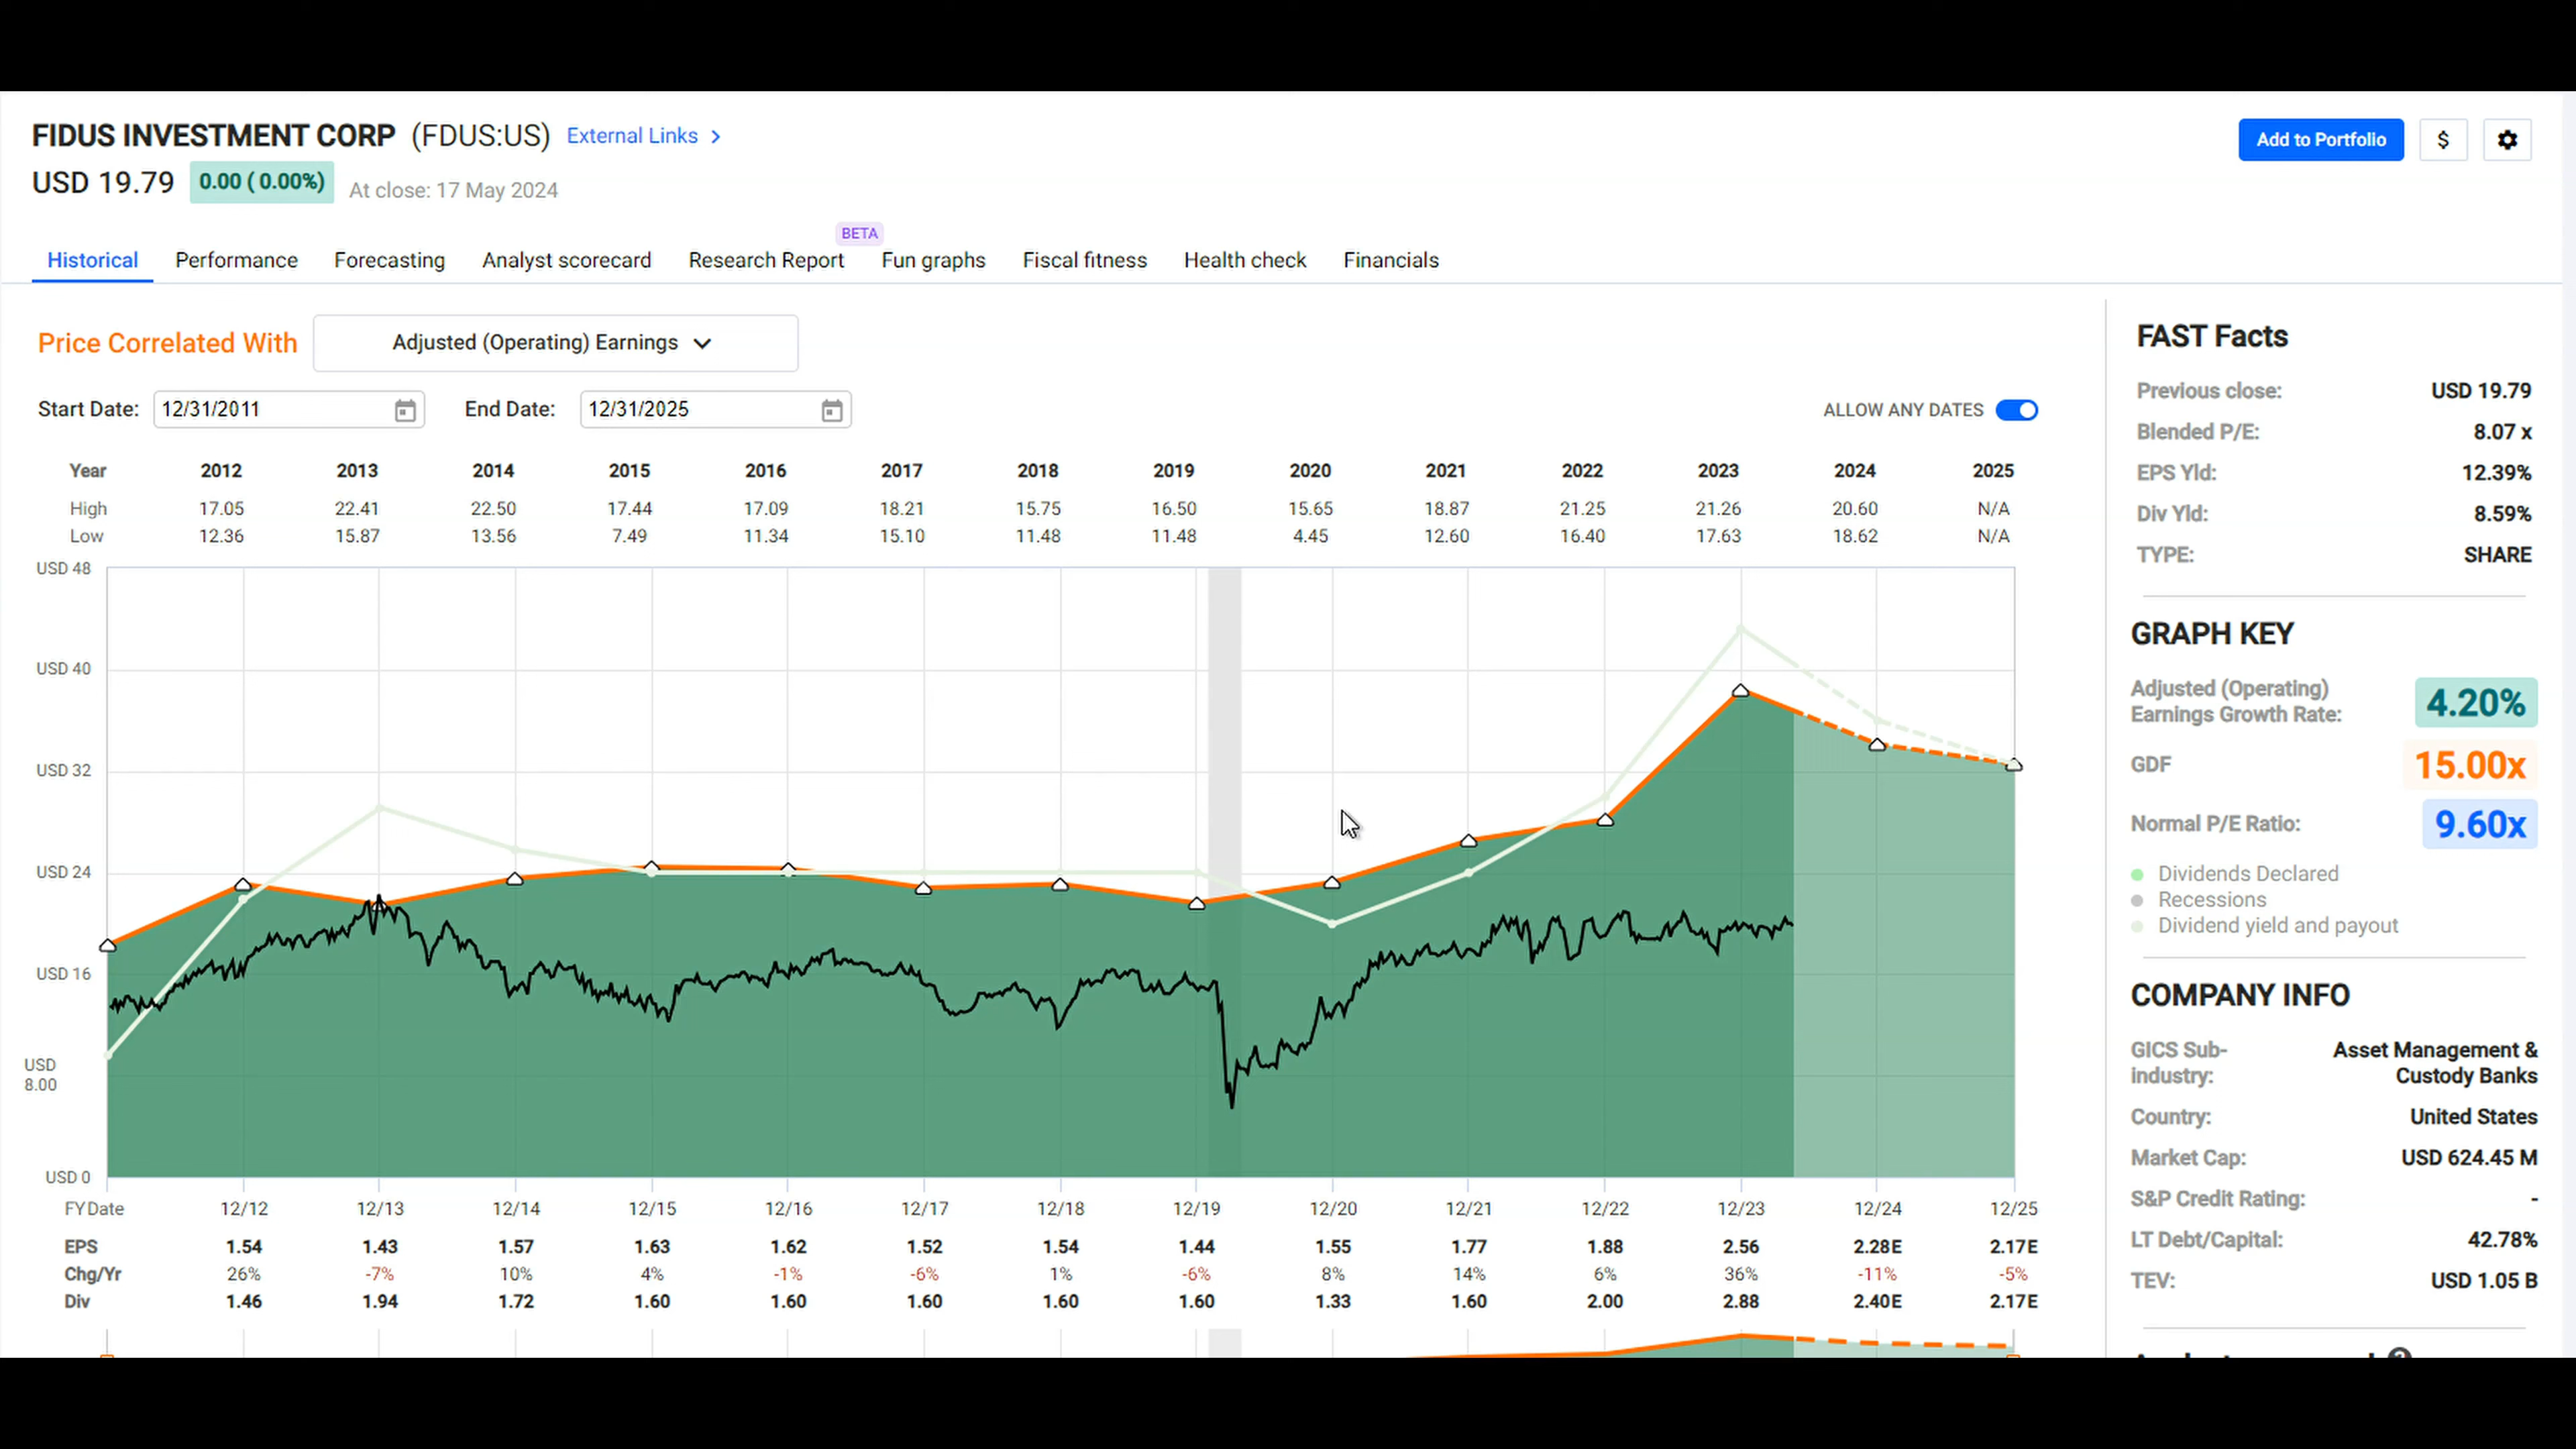 FIDUS INVESTMENT CORP (FDUS:US) External Links >
Add to Portfolio $
USD 19.79 0.00 ( 0.00%) At close: 17 May 2024
BETA
Historical Performance Forecasting Analyst scorecard Research Report Fun graphs Fiscal fitness Health check Financials
Price Correlated With Adjusted (Operating) Earnings
Start Date: 12/31/2011 End Date: 12/31/2025 ALLOW ANY DATES
Year 2012 2013 2014 2015 2016 2017 2018 2019 2020 2021 2022 2023 2024 2025
High 17.05 22.41 22.50 17.44 17.09 18.21 15.75 16.50 15.65 18.87 21.25 21.26 20.60 N/A
Low 12.36 15.87 13.56 7.49 11.34 15.10 11.48 11.48 4.45 12.60 16.40 17.63 18.62 N/A
USD 48
USD 40
USD 32
USD 24
USD 16
USD
8.00
USD 0
FY Date 12/12 12/13 12/14 12/15 12/16 12/17 12/18 12/19 12/20 12/21 12/22 12/23 12/24 12/25
EPS 1.54 1.43 1.57 1.63 1.62 1.52 1.54 1.44 1.55 1.77 1.88 2.56 2.28E 2.17E
Chg/Yr 26% -7% 10% 4% -1% -6% 1% -6% 8% 14% 6% 36% -11% -5%
Div 1.46 1.94 1.72 1.60 1.60 1.60 1.60 1.60 1.33 1.60 2.00 2.88 2.40E 2.17E
FAST Facts
Previous close: USD 19.79
Blended P/E: 8.07 x
EPS Yld: 12.39%
Div Yld: 8.59%
TYPE: SHARE
GRAPH KEY
Adjusted (Operating)
Earnings Growth Rate: 4.20%
GDF 15.00x
Normal P/E Ratio: 9.60x
Dividends Declared
Recessions
Dividend yield and payout
COMPANY INFO
GICS Sub- Asset Management &
industry: Custody Banks
Country: United States
Market Cap: USD 624.45 M
S&P Credit Rating: -
LT Debt/Capital: 42.78%
TEV: USD 1.05 B